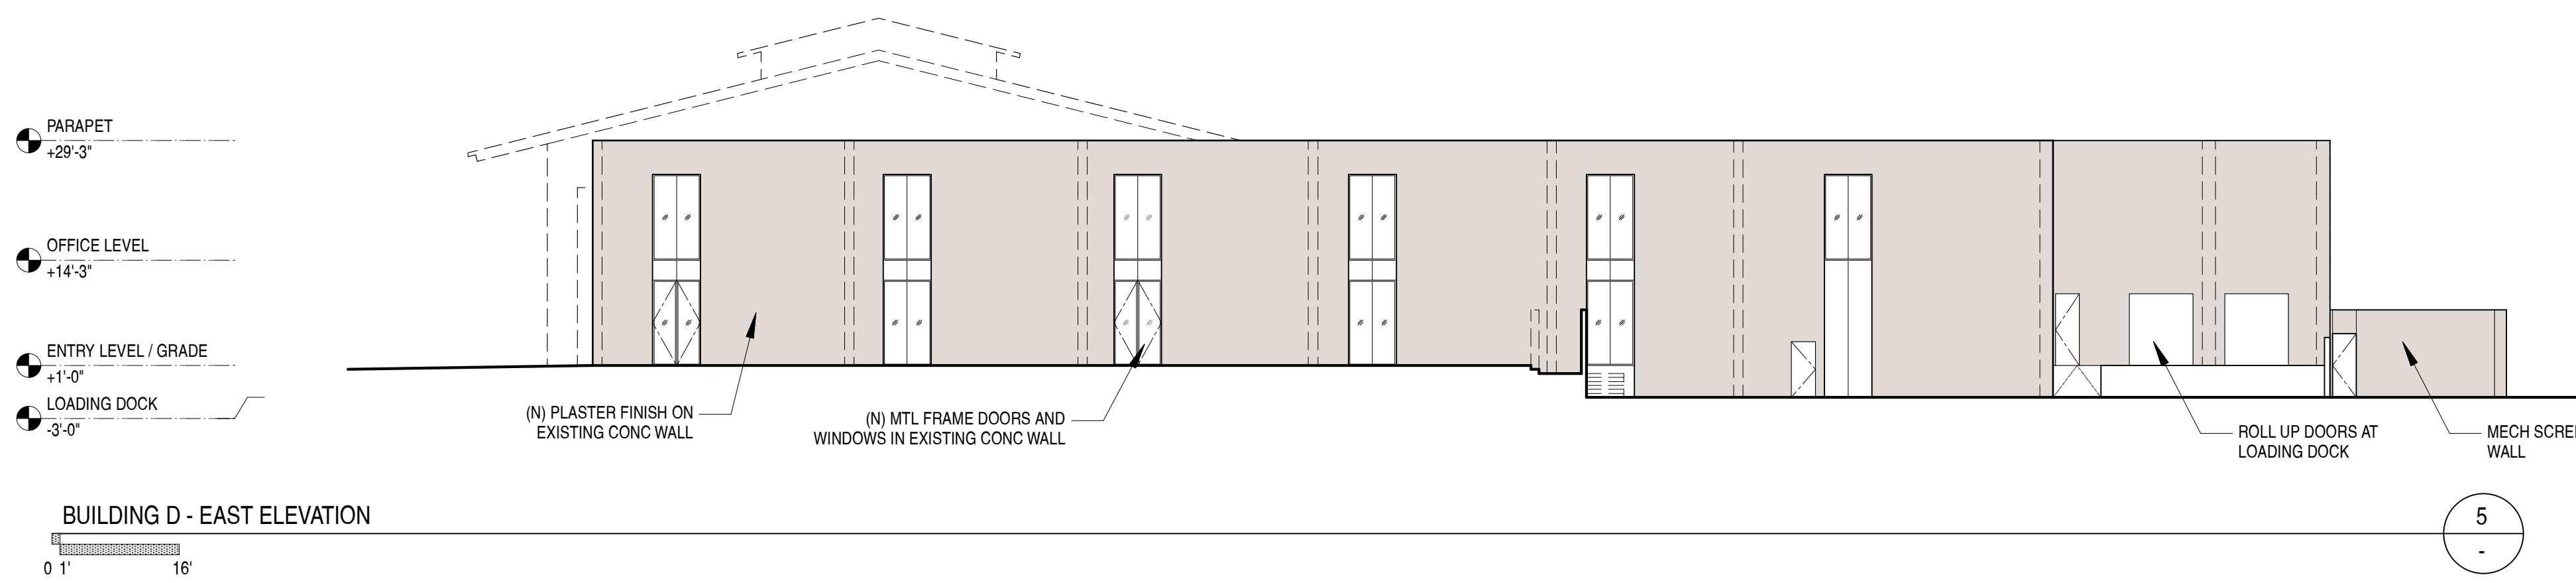 PARAPET
+29'-3"
OFFICE LEVEL
+14'-3"
ENTRY LEVEL / GRADE
+1'-0"
LOADING DOCK
-3'-0"
(N) PLASTER FINISH ON
EXISTING CONC WALL
(N) MTL FRAME DOORS AND
WINDOWS IN EXISTING CONC WALL
ROLL UP DOORS AT
LOADING DOCK
MECH SCREE
WALL
BUILDING D - EAST ELEVATION
0 1' 16'
5
-